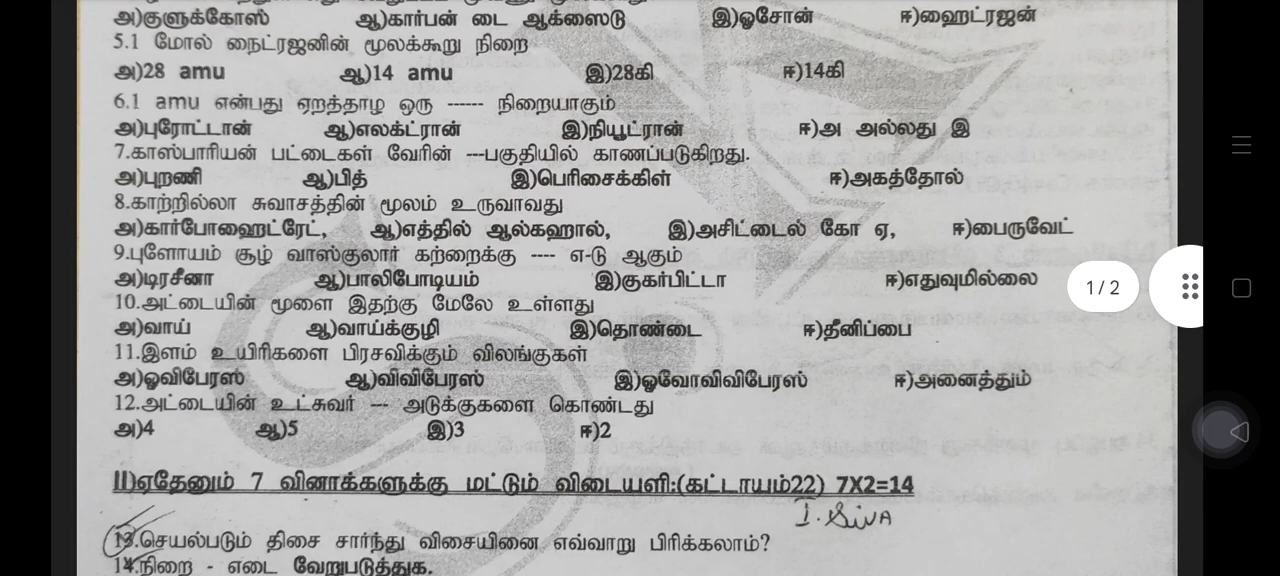 அ)குளுக்கோஸ் ஆ)கார்பன் டை ஆக்ஸைடு இ)ஓசோன் ஈ)ஹைட்ரஜன்
5.1 மோல் நைட்ரஜனின் மூலக்கூறு நிறை
அ)28 amu ஆ)14 amu இ)28கி ஈ)14கி
6.1 amu என்பது ஏறத்தாழ ஒரு ------ நிறையாகும்
அ)புரோட்டான் ஆ)எலக்ட்ரான் இ)நியூட்ரான் ஈ)அ அல்லது இ
7.காஸ்பாரியன் பட்டைகள் வேரின் ---பகுதியில் காணப்படுகிறது.
அ)புறணி ஆ)பித் இ)பெரிசைக்கிள் ஈ)அகத்தோல்
8.காற்றில்லா சுவாசத்தின் மூலம் உருவாவது
அ)கார்போஹைட்ரேட், ஆ)எத்தில் ஆல்கஹால், இ)அசிட்டைல் கோ ஏ, ஈ)பைருவேட்
9.புளோயம் சூழ் வாஸ்குலார் கற்றைக்கு ---- எ-டு ஆகும்
அ)டிரசீனா ஆ)பாலிபோடியம் இ)குகர்பிட்டா ஈ)எதுவுமில்லை
1/2
10.அட்டையின் மூளை இதற்கு மேலே உள்ளது
அ)வாய் ஆ)வாய்க்குழி இ)தொண்டை ஈ)தீனிப்பை
11.இளம் உயிரிகளை பிரசவிக்கும் விலங்குகள்
அ)ஓவிபேரஸ் ஆ)விவிபேரஸ் இ)ஓவோவிவிபேரஸ் ஈ)அனைத்தும்
12.அட்டையின் உட்சுவர் --- அடுக்குகளை கொண்டது
அ)4 ஆ)5 இ)3 ஈ)2
II)ஏதேனும் 7 வினாக்களுக்கு மட்டும் விடையளி:(கட்டாயம்22) 7X2=14
I. SivA
13.செயல்படும் திசை சார்ந்து விசையினை எவ்வாறு பிரிக்கலாம்?
14.நிறை - எடை வேறுபடுத்துக.